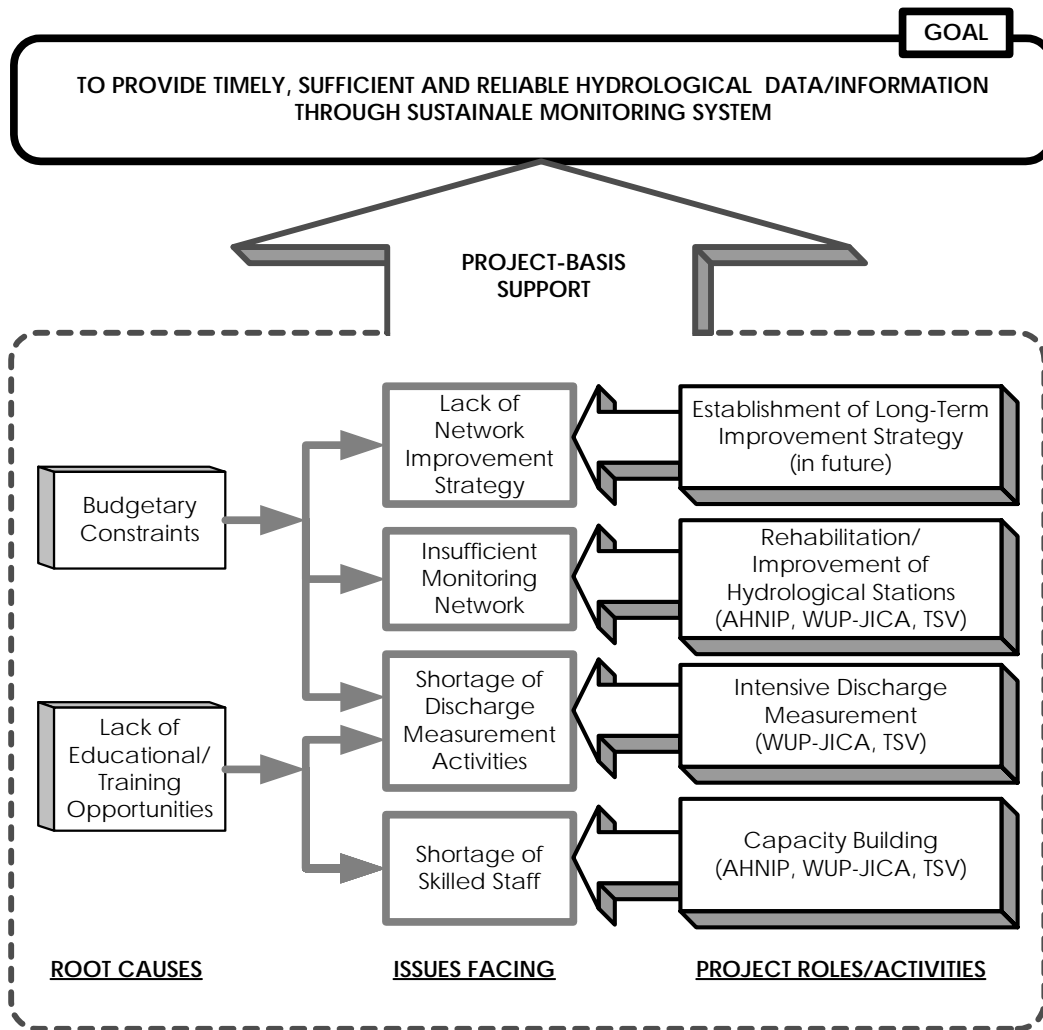 GOAL
TO PROVIDE TIMELY, SUFFICIENT AND RELIABLE HYDROLOGICAL DATA/INFORMATION
THROUGH SUSTAINALE MONITORING SYSTEM
PROJECT-BASIS
SUPPORT
Budgetary
Constraints
Lack of
Educational/
Training
Opportunities
ROOT CAUSES
Lack of
Network
Improvement
Strategy
Insufficient
Monitoring
Network
Shortage of
Discharge
Measurement
Activities
Shortage of
Skilled Staff
ISSUES FACING
Establishment of Long-Term
Improvement Strategy
(in future)
Rehabilitation/
Improvement of
Hydrological Stations
(AHNIP, WUP-JICA, TSV)
Intensive Discharge
Measurement
(WUP-JICA, TSV)
Capacity Building
(AHNIP, WUP-JICA, TSV)
PROJECT ROLES/ACTIVITIES